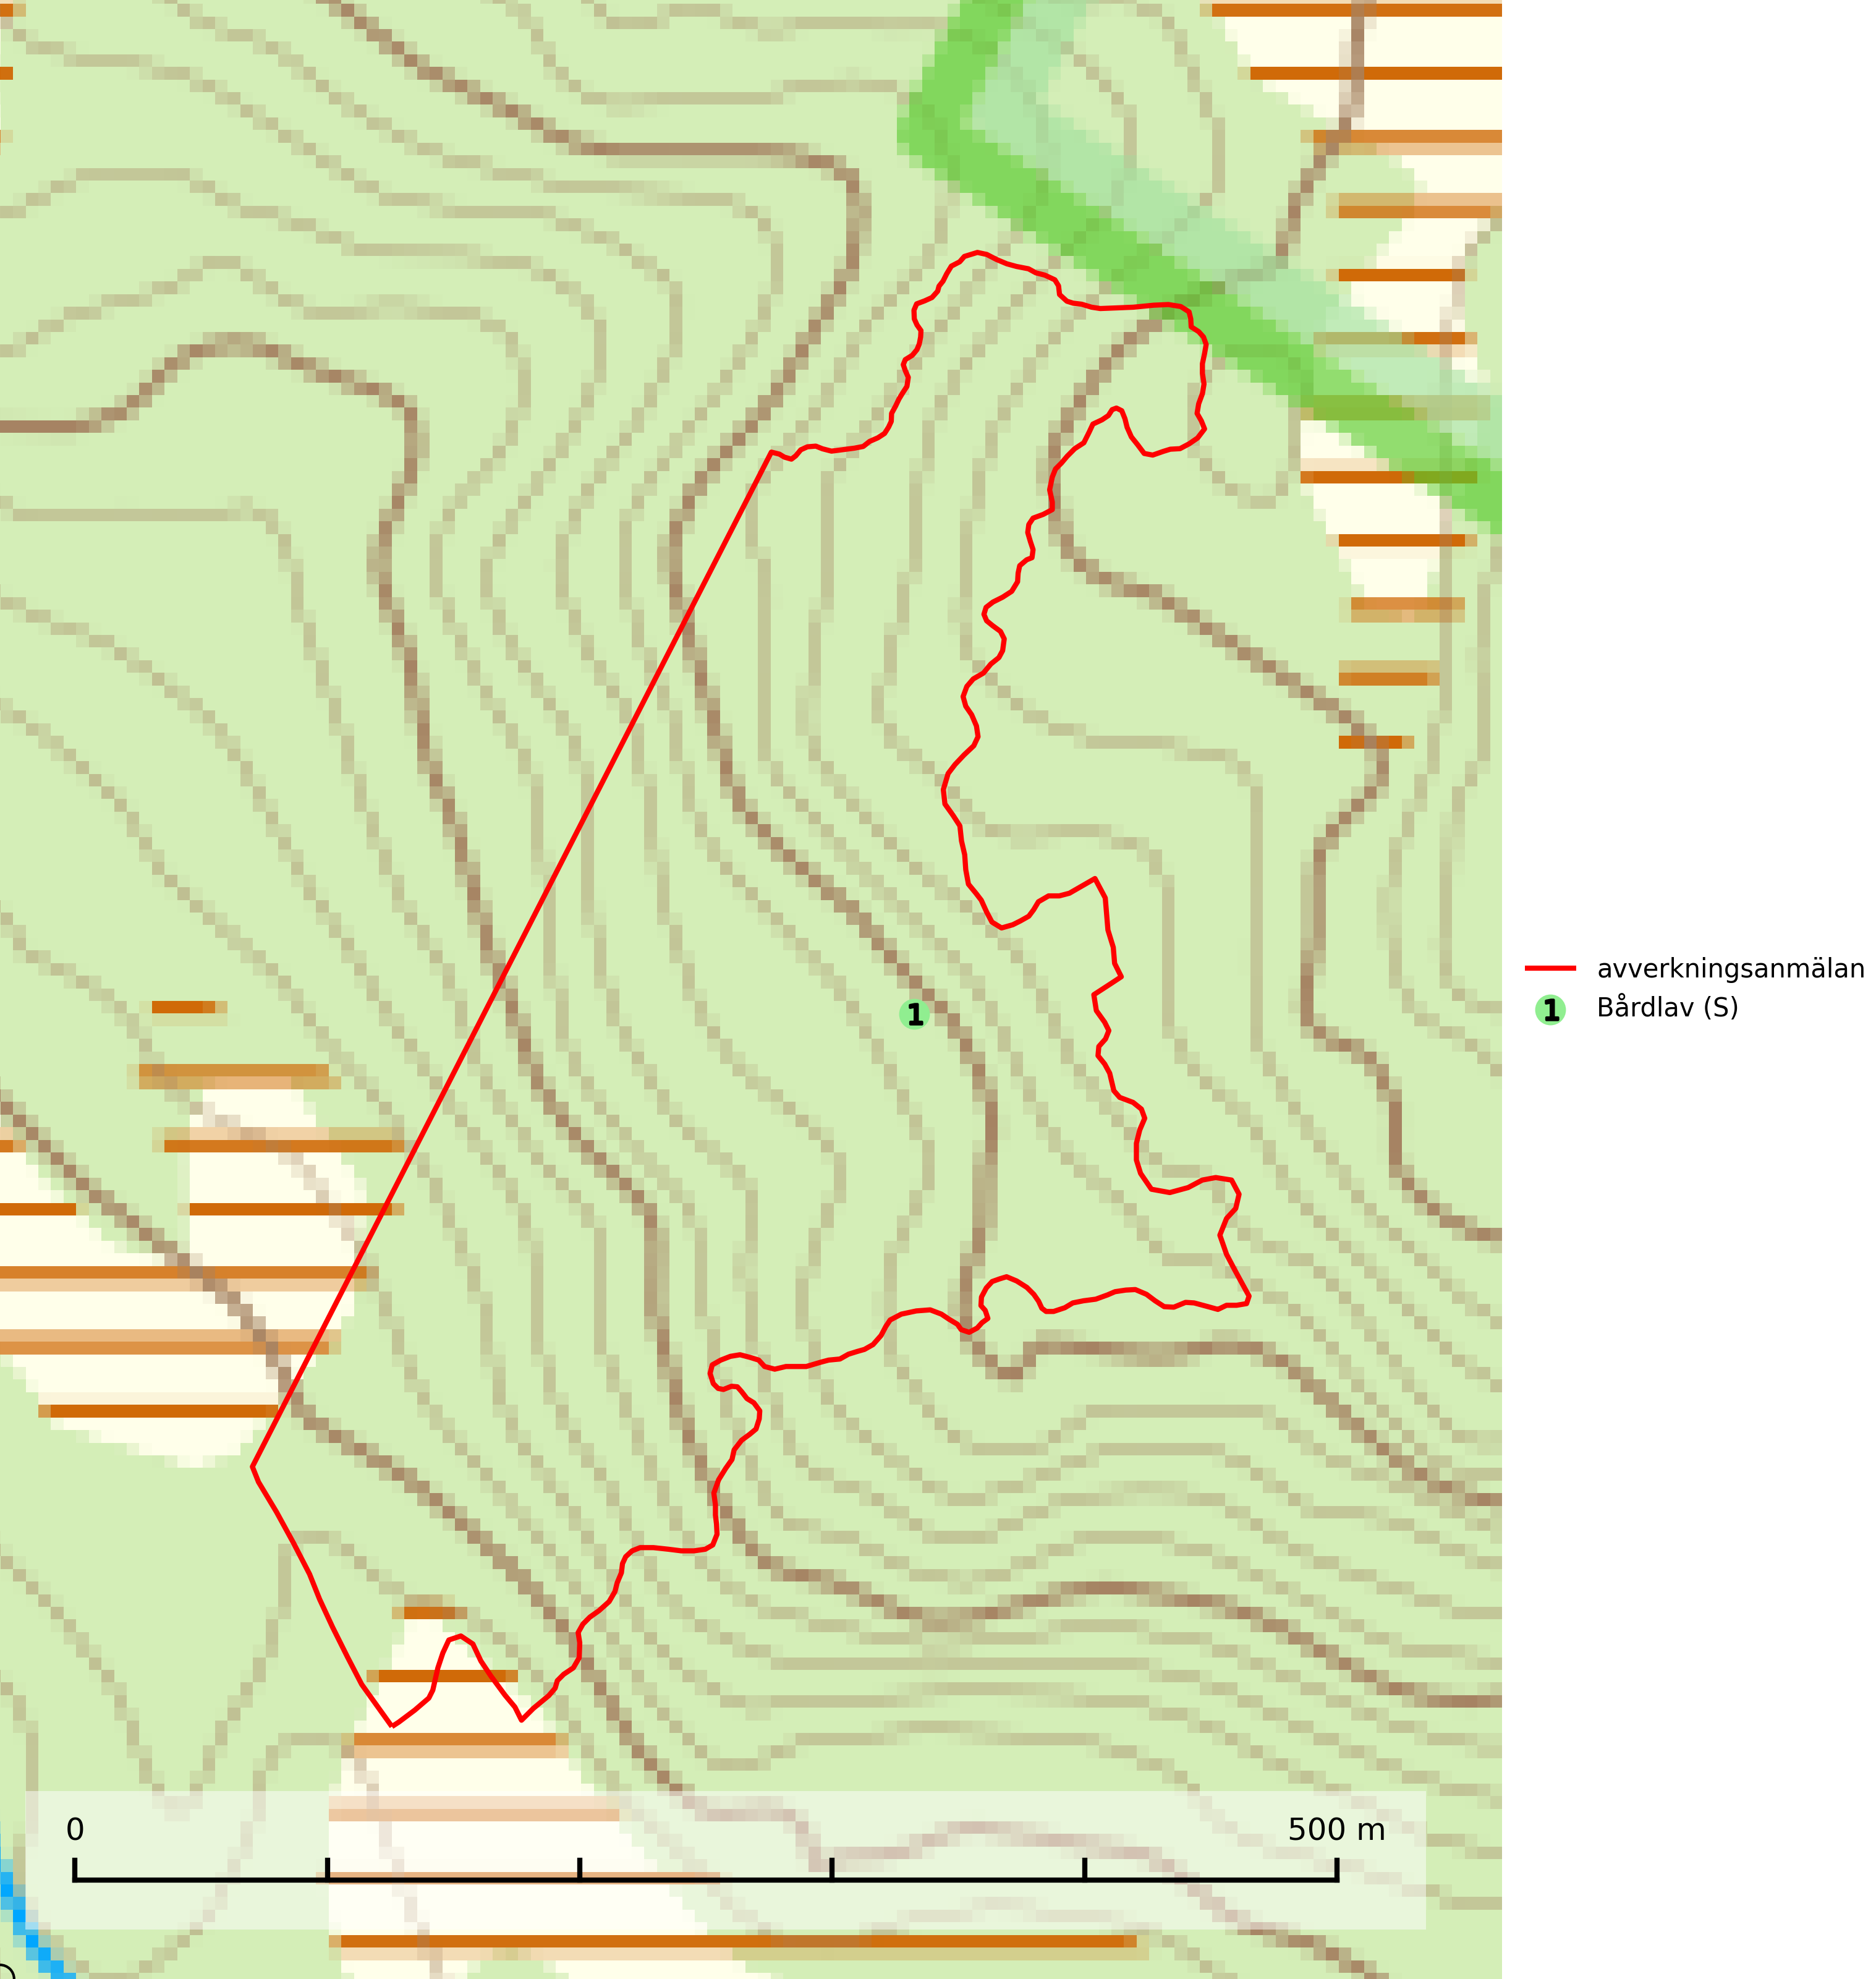 avverkningsanmälan
1 Bårdlav (S)
1
0 500 m